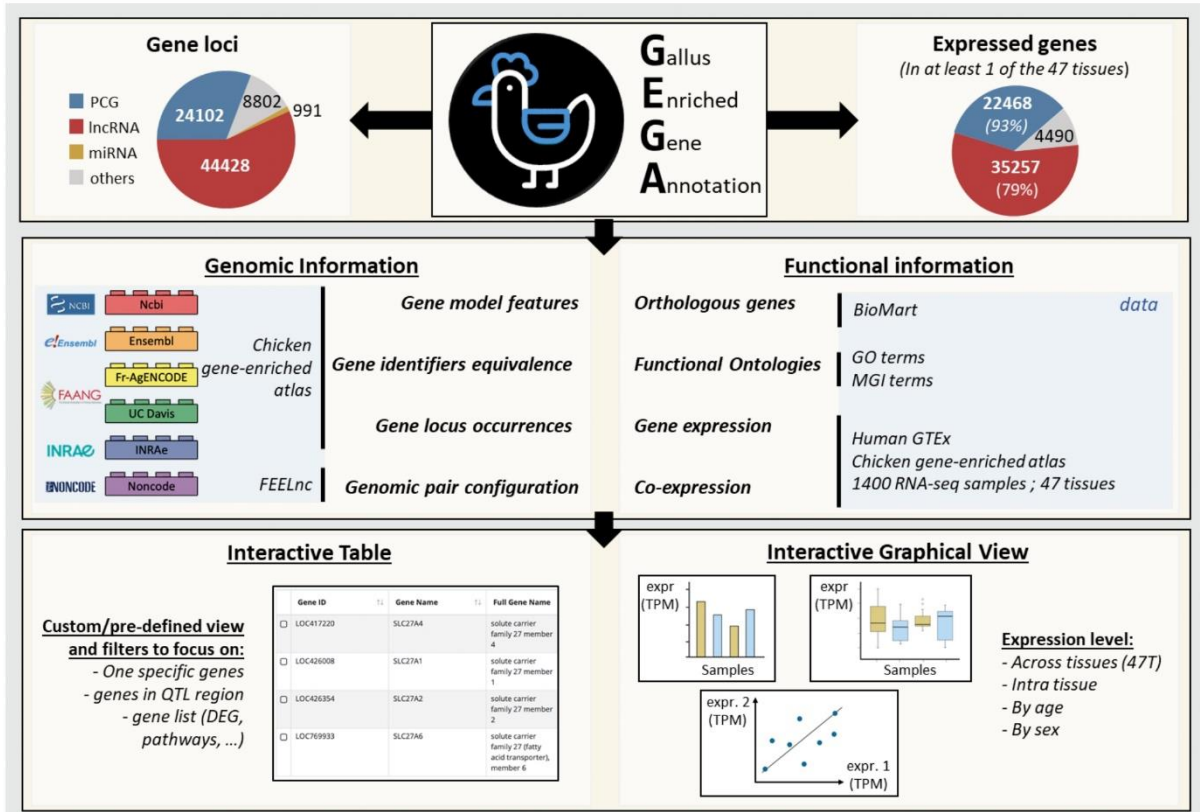 Gene loci
PCG
lncRNA
miRNA
others
24102
8802
991
44428
Gallus
Enriched
Gene
Annotation
Expressed genes
(In at least 1 of the 47 tissues)
22468
(93%)
4490
35257
(79%)
Genomic Information
NCBI
Ncbi
e!Ensembl
Ensembl
Fr-AgENCODE
FAANG
UC Davis
INRAE
INRAe
NONCODE
Noncode
Chicken
gene-enriched
atlas
FEELnc
Gene model features
Gene identifiers equivalence
Gene locus occurrences
Genomic pair configuration
Functional information
Orthologous genes
BioMart
data
Functional Ontologies
GO terms
MGI terms
Gene expression
Co-expression
Human GTEx
Chicken gene-enriched atlas
1400 RNA-seq samples ; 47 tissues
Interactive Table
Custom/pre-defined view
and filters to focus on:
- One specific genes
- genes in QTL region
- gene list (DEG,
pathways, ...)
Gene ID Gene Name Full Gene Name
LOC417220 SLC27A4 solute carrier
family 27 member
4
LOC426008 SLC27A1 solute carrier
family 27 member
1
LOC426354 SLC27A2 solute carrier
family 27 member
2
LOC769933 SLC27A6 solute carrier
family 27 (fatty
acid transporter),
member 6
Interactive Graphical View
expr
(TPM)
Samples
expr
(TPM)
Samples
expr. 2
(TPM)
expr. 1
(TPM)
Expression level:
- Across tissues (47T)
- Intra tissue
- By age
- By sex